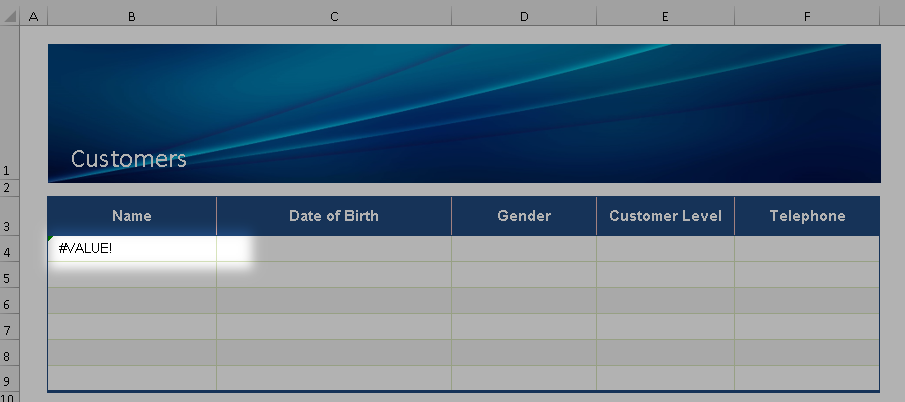 A B C D E F
1 Customers
2
3 Name Date of Birth Gender Customer Level Telephone
4 #VALUE!
5
6
7
8
9
10